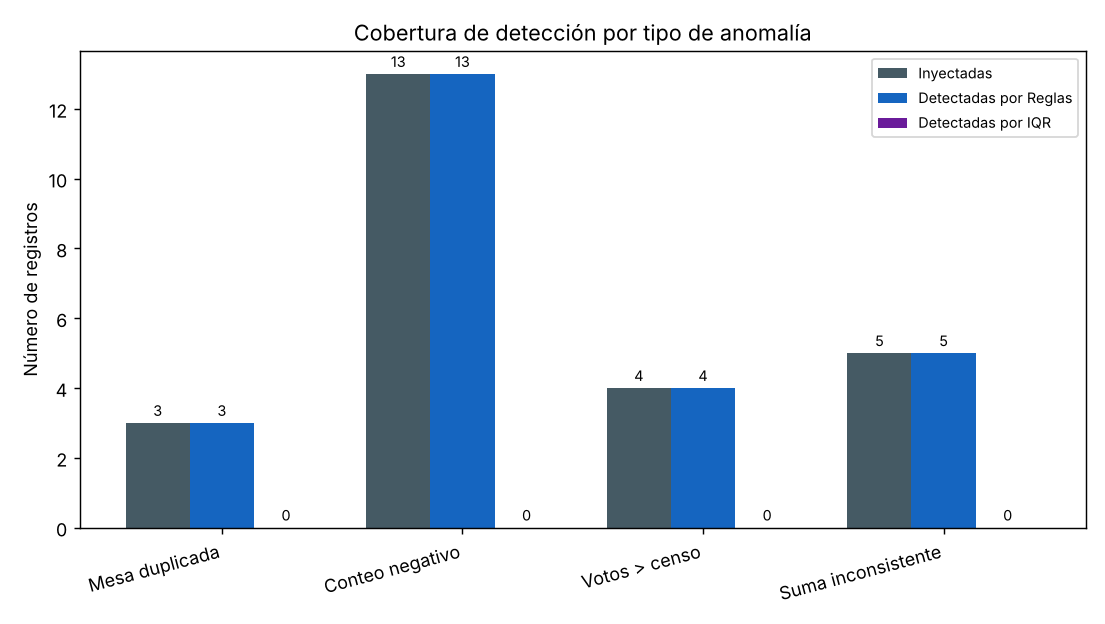 Cobertura de detección por tipo de anomalía
Inyectadas
Detectadas por Reglas
Detectadas por IQR
Número de registros
12
10
8
6
4
2
0
3
3
0
13
13
0
4
4
0
5
5
0
Mesa duplicada
Conteo negativo
Votos > censo
Suma inconsistente